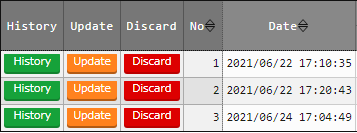 History Update Discard No Date
History Update Discard 1 2021/06/22 17:10:35
History Update Discard 2 2021/06/22 17:20:43
History Update Discard 3 2021/06/24 17:04:49